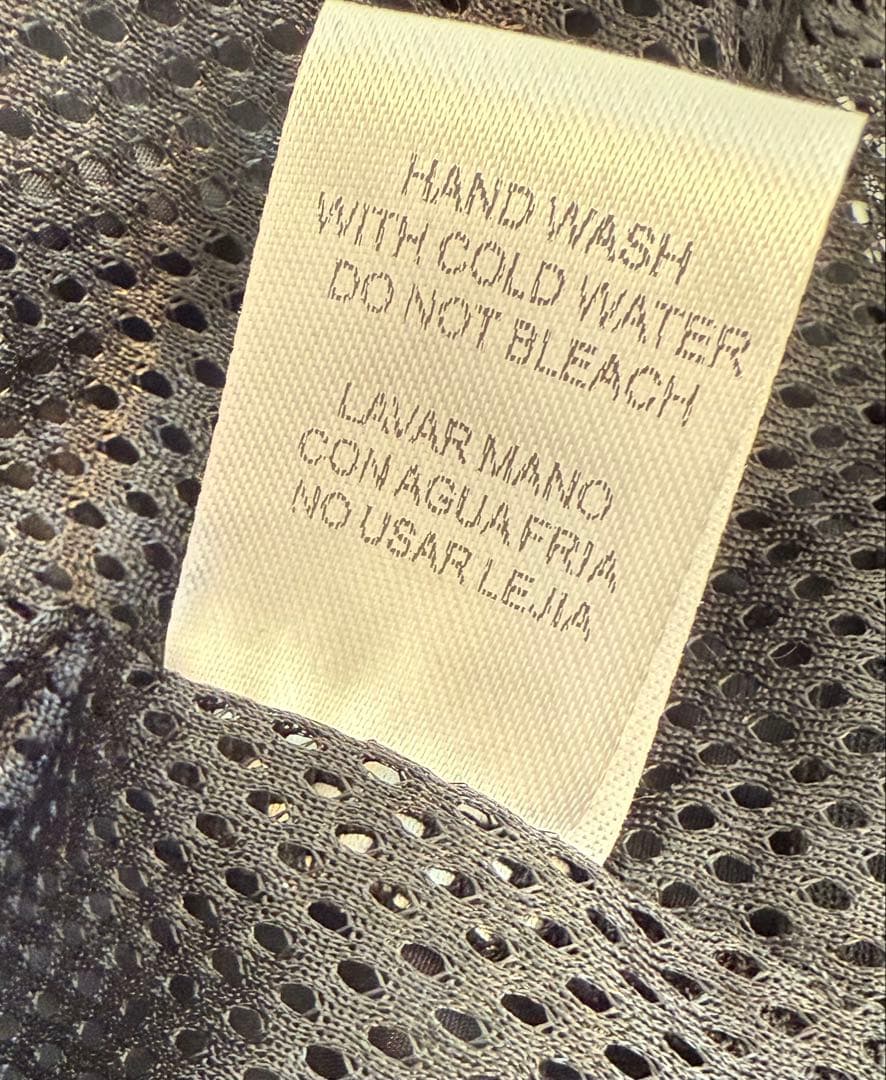 HAND WASH
WITH COLD WATER
DO NOT BLEACH
LAVAR MANO
CON AGUA FRIA
NO USAR LEJIA